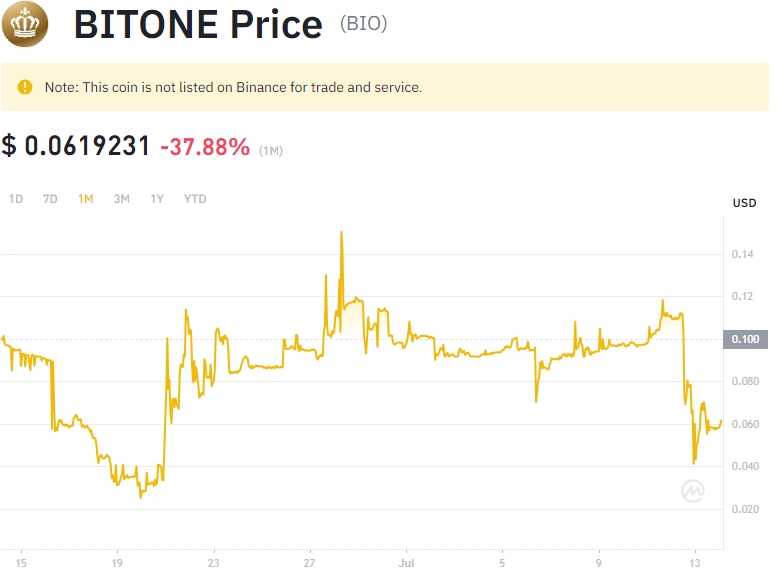 BITONE Price (BIO)
Note: This coin is not listed on Binance for trade and service.
$ 0.0619231 -37.88% (1M)
1D 7D 1M 3M 1Y YTD
USD
0.14
0.12
0.100
0.080
0.060
0.040
0.020
15 19 23 27 Jul 5 9 13